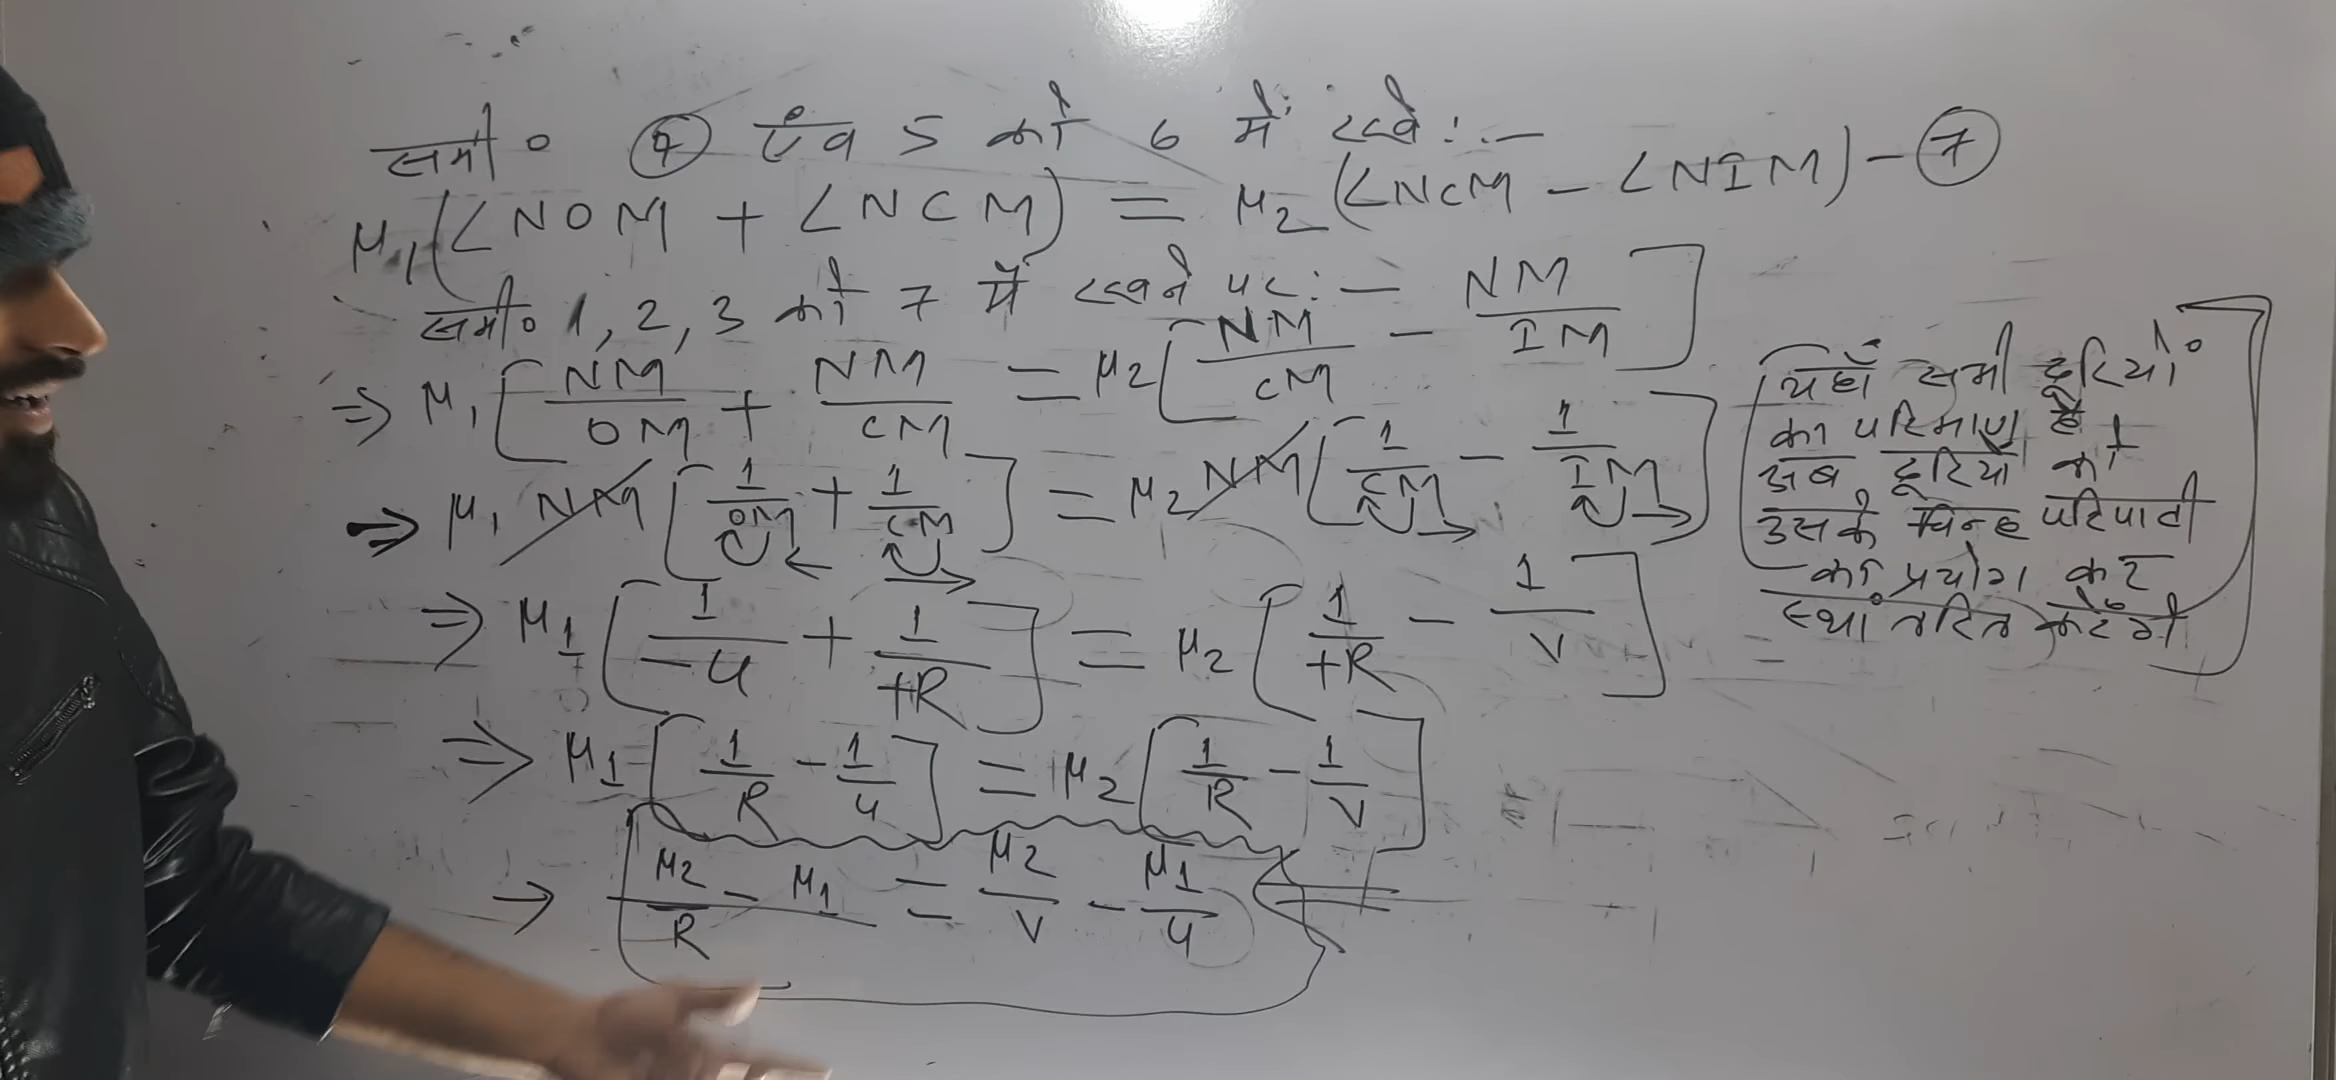 समी० ④ एंव 5 को 6 में रखे :-
μ₁(∠NOM + ∠NCM) = μ₂(∠NCM - ∠NIM) - ⑦
समी० 1, 2, 3 को 7 में रखने पर :-
⇒ μ₁[NM/OM + NM/CM] = μ₂[NM/CM - NM/IM]
⇒ μ₁ NM[1/OM + 1/CM] = μ₂ NM[1/CM - 1/IM]
⇒ μ₁[1/-u + 1/+R] = μ₂[1/+R - 1/v]
⇒ μ₁[1/R - 1/u] = μ₂[1/R - 1/v]
→ μ₂ - μ₁/R = μ₂/v - μ₁/u
यहाँ सभी दूरियों
का परिमाण है।
अब दूरियों को
उसके चिन्ह परिपाटी
का प्रयोग कर
स्थांतरित करेंगे